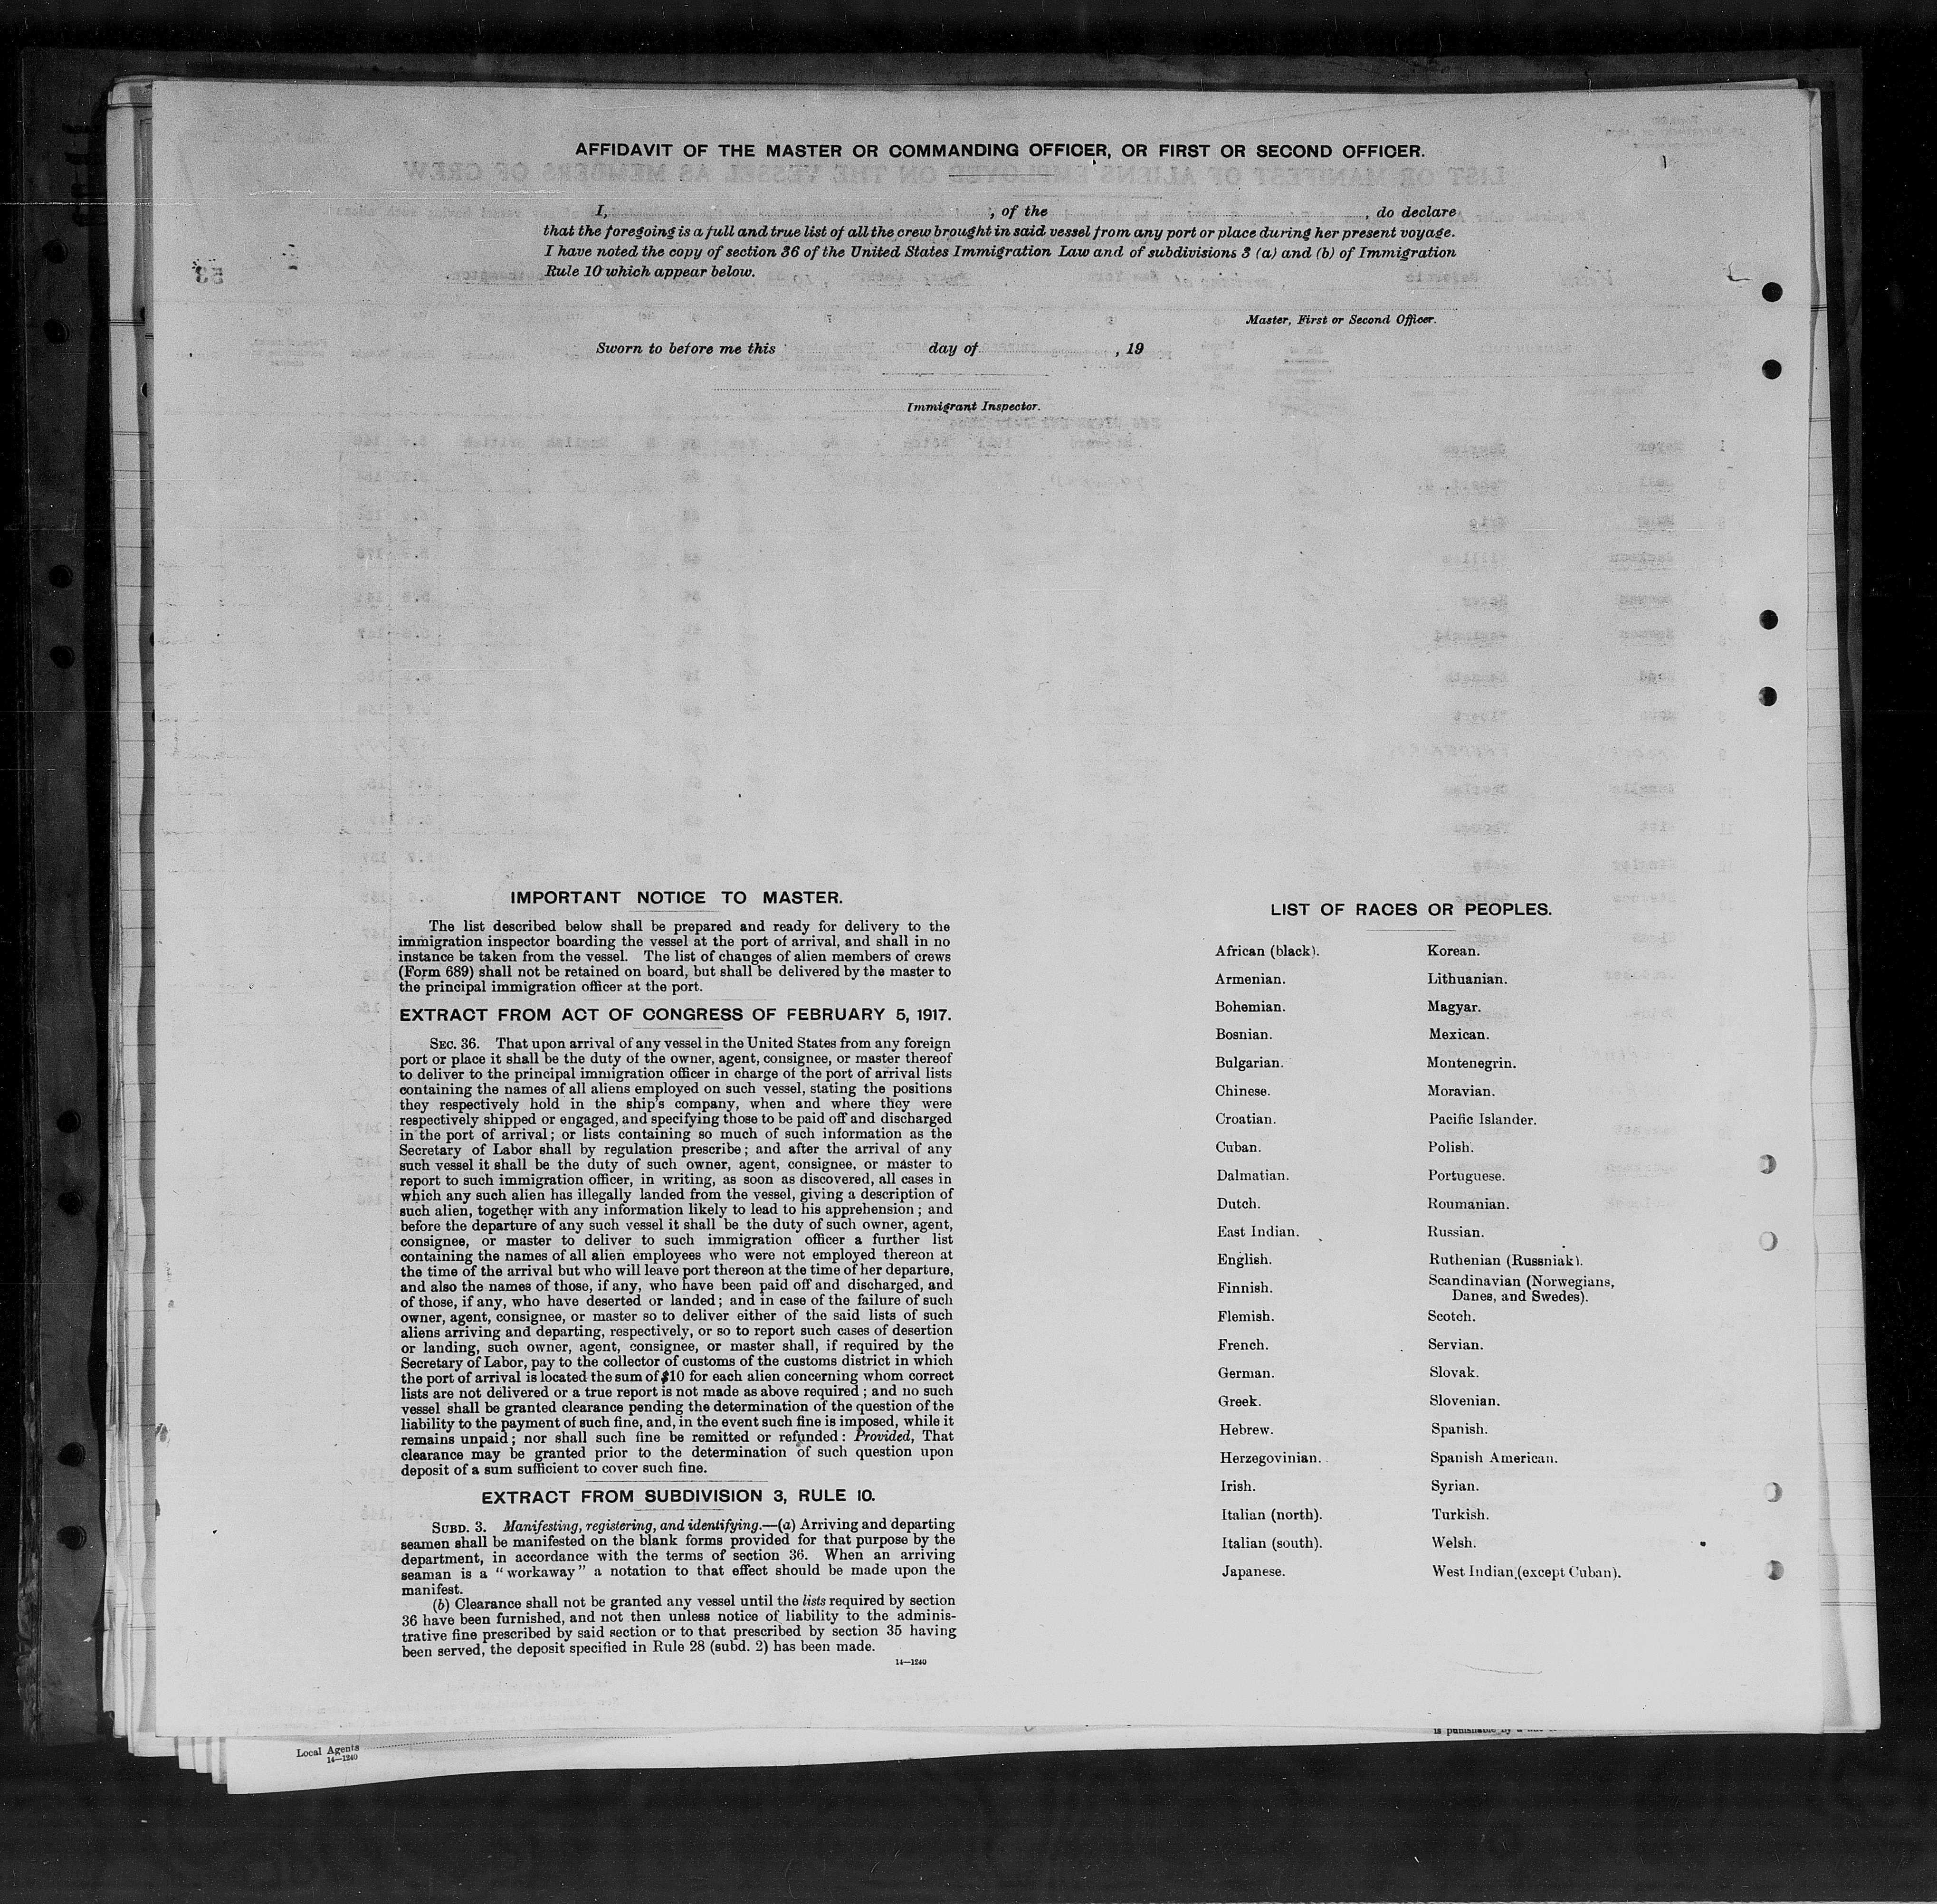 AFFIDAVIT OF THE MASTER OR COMMANDING OFFICER, OR FIRST OR SECOND OFFICER.
I, , of the , do declare
that the foregoing is a full and true list of all the crew brought in said vessel from any port or place during her present voyage.
I have noted the copy of section 36 of the United States Immigration Law and of subdivisions 3 (a) and (b) of Immigration
Rule 10 which appear below.
Master, First or Second Officer.
Sworn to before me this day of , 19
Immigrant Inspector.
IMPORTANT NOTICE TO MASTER.
The list described below shall be prepared and ready for delivery to the
immigration inspector boarding the vessel at the port of arrival, and shall in no
instance be taken from the vessel. The list of changes of alien members of crews
(Form 689) shall not be retained on board, but shall be delivered by the master to
the principal immigration officer at the port.
EXTRACT FROM ACT OF CONGRESS OF FEBRUARY 5, 1917.
SEC. 36. That upon arrival of any vessel in the United States from any foreign
port or place it shall be the duty of the owner, agent, consignee, or master thereof
to deliver to the principal immigration officer in charge of the port of arrival lists
containing the names of all aliens employed on such vessel, stating the positions
they respectively hold in the ship's company, when and where they were
respectively shipped or engaged, and specifying those to be paid off and discharged
in the port of arrival; or lists containing so much of such information as the
Secretary of Labor shall by regulation prescribe; and after the arrival of any
such vessel it shall be the duty of such owner, agent, consignee, or master to
report to such immigration officer, in writing, as soon as discovered, all cases in
which any such alien has illegally landed from the vessel, giving a description of
such alien, together with any information likely to lead to his apprehension; and
before the departure of any such vessel it shall be the duty of such owner, agent,
consignee, or master to deliver to such immigration officer a further list
containing the names of all alien employees who were not employed thereon at
the time of the arrival but who will leave port thereon at the time of her departure,
and also the names of those, if any, who have been paid off and discharged, and
of those, if any, who have deserted or landed; and in case of the failure of such
owner, agent, consignee, or master so to deliver either of the said lists of such
aliens arriving and departing, respectively, or so to report such cases of desertion
or landing, such owner, agent, consignee, or master shall, if required by the
Secretary of Labor, pay to the collector of customs of the customs district in which
the port of arrival is located the sum of $10 for each alien concerning whom correct
lists are not delivered or a true report is not made as above required; and no such
vessel shall be granted clearance pending the determination of the question of the
liability to the payment of such fine, and, in the event such fine is imposed, while it
remains unpaid; nor shall such fine be remitted or refunded: Provided, That
clearance may be granted prior to the determination of such question upon
deposit of a sum sufficient to cover such fine.
EXTRACT FROM SUBDIVISION 3, RULE 10.
SUBD. 3. Manifesting, registering, and identifying.—(a) Arriving and departing
seamen shall be manifested on the blank forms provided for that purpose by the
department, in accordance with the terms of section 36. When an arriving
seaman is a "workaway" a notation to that effect should be made upon the
manifest.
(b) Clearance shall not be granted any vessel until the lists required by section
36 have been furnished, and not then unless notice of liability to the adminis-
trative fine prescribed by said section or to that prescribed by section 35 having
been served, the deposit specified in Rule 28 (subd. 2) has been made.
14—1240
LIST OF RACES OR PEOPLES.
African (black).
Armenian.
Bohemian.
Bosnian.
Bulgarian.
Chinese.
Croatian.
Cuban.
Dalmatian.
Dutch.
East Indian.
English.
Finnish.
Flemish.
French.
German.
Greek.
Hebrew.
Herzegovinian.
Irish.
Italian (north).
Italian (south).
Japanese.
Korean.
Lithuanian.
Magyar.
Mexican.
Montenegrin.
Moravian.
Pacific Islander.
Polish.
Portuguese.
Roumanian.
Russian.
Ruthenian (Russniak).
Scandinavian (Norwegians,
Danes, and Swedes).
Scotch.
Servian.
Slovak.
Slovenian.
Spanish.
Spanish American.
Syrian.
Turkish.
Welsh.
West Indian (except Cuban).
Local Agents
14—1240
is punishable by a